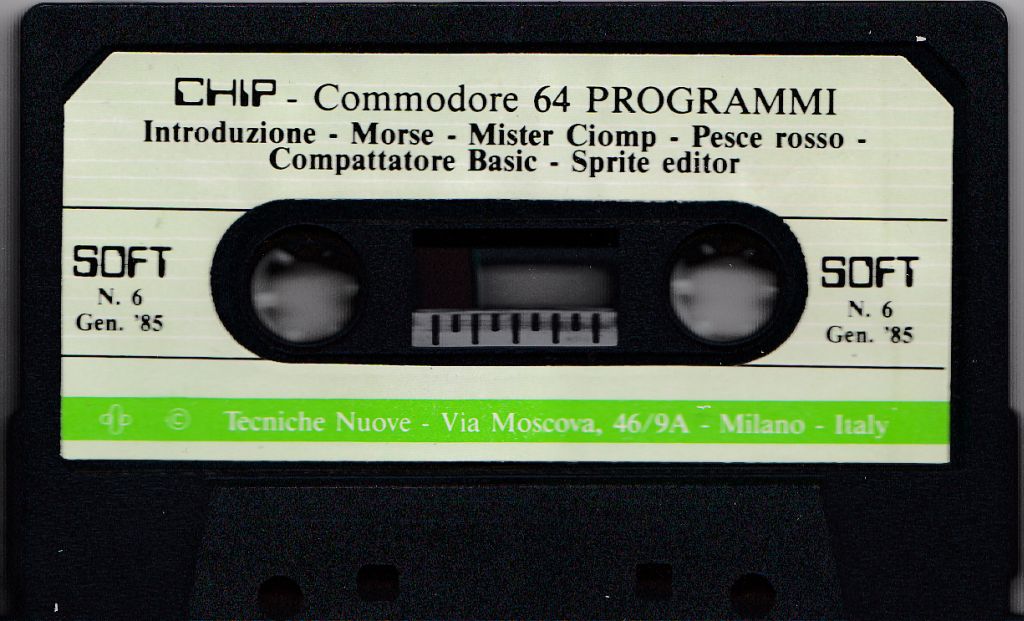 CHIP - Commodore 64 PROGRAMMI
Introduzione - Morse - Mister Ciomp - Pesce rosso -
Compattatore Basic - Sprite editor
SOFT
N. 6
Gen. '85
SOFT
N. 6
Gen. '85
© Tecniche Nuove - Via Moscova, 46/9A - Milano - Italy